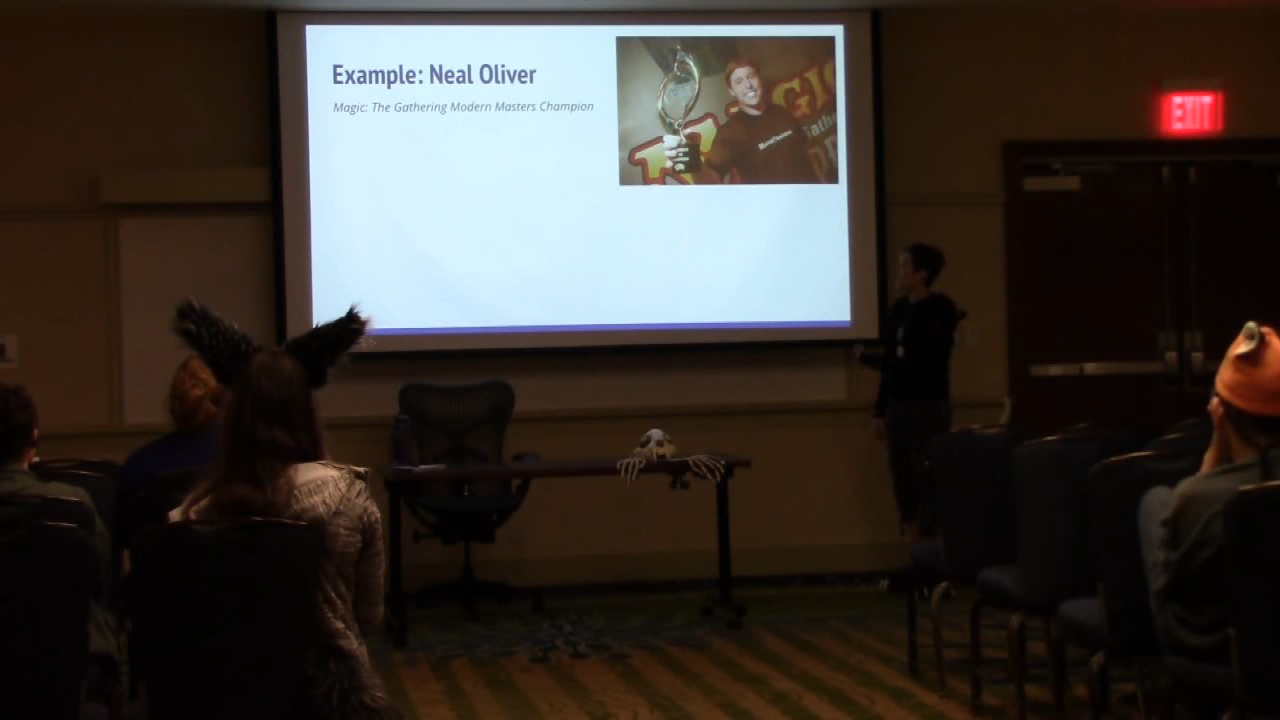 Example: Neal Oliver
Magic: The Gathering Modern Masters Champion
EXIT